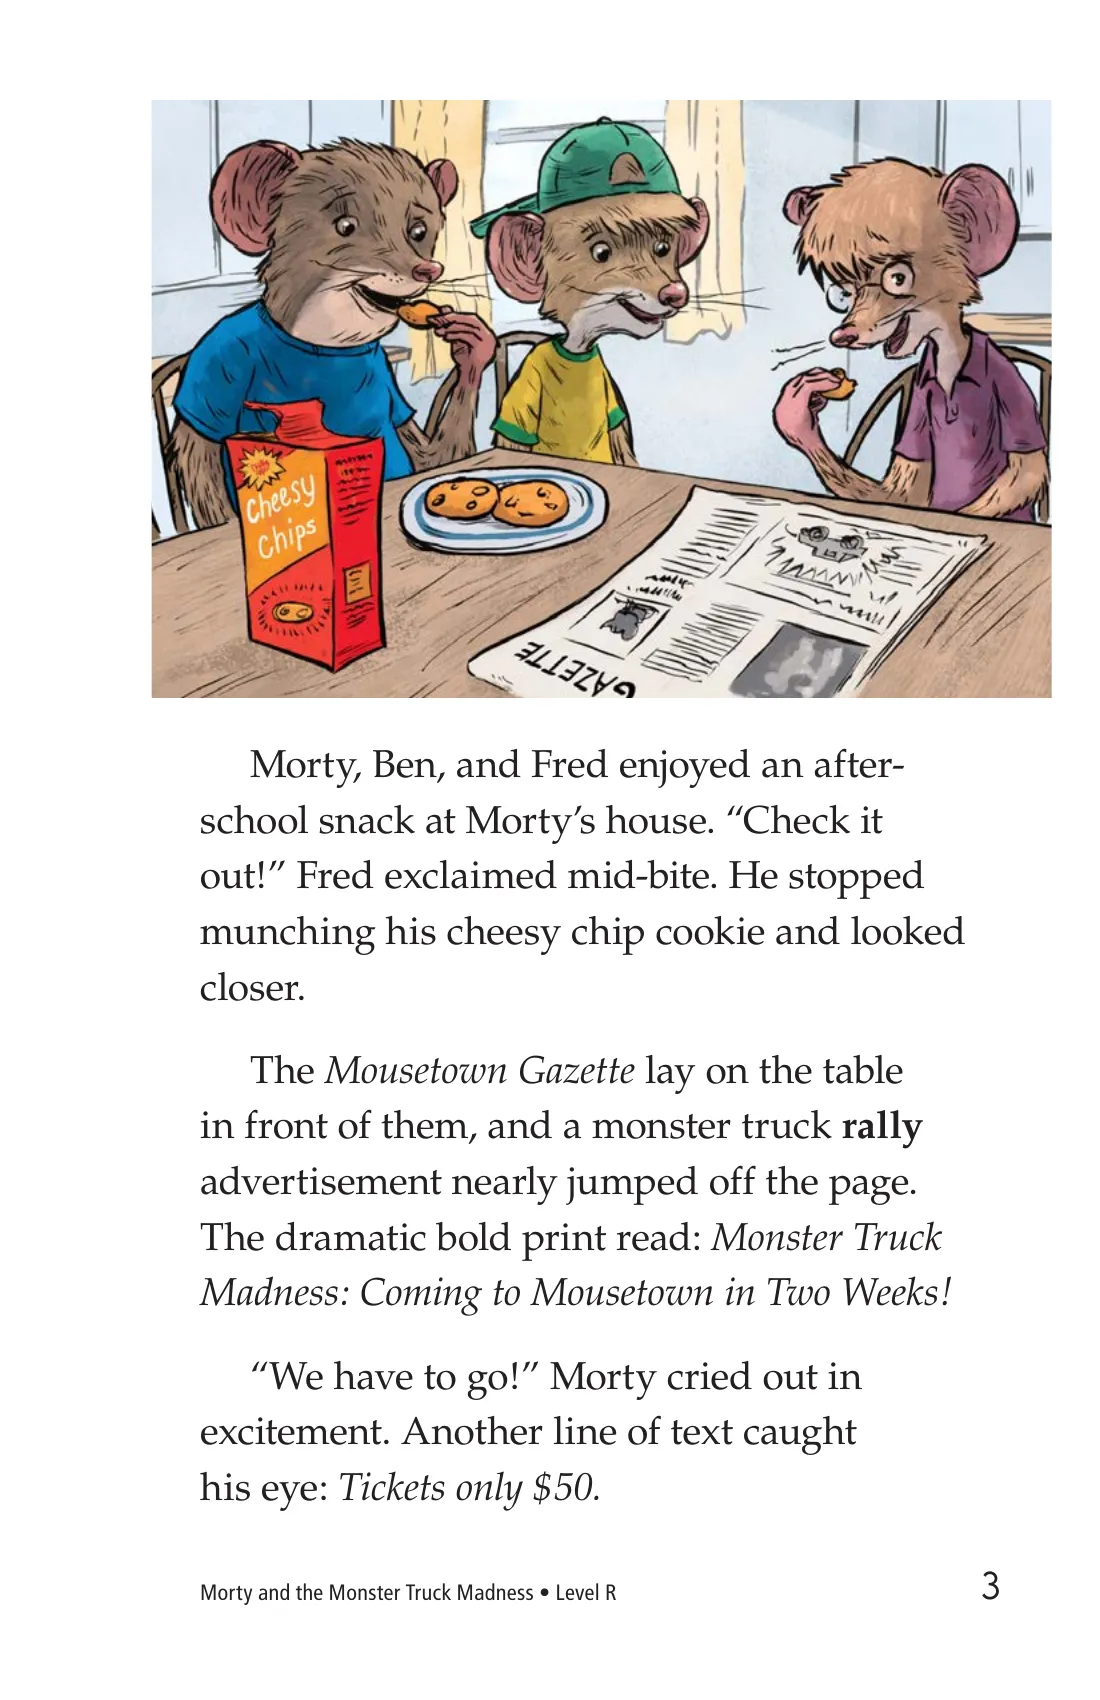 Cheesy
Chips
GAZETTE
Morty, Ben, and Fred enjoyed an after-
school snack at Morty’s house. “Check it
out!” Fred exclaimed mid-bite. He stopped
munching his cheesy chip cookie and looked
closer.
The Mousetown Gazette lay on the table
in front of them, and a monster truck rally
advertisement nearly jumped off the page.
The dramatic bold print read: Monster Truck
Madness: Coming to Mousetown in Two Weeks!
“We have to go!” Morty cried out in
excitement. Another line of text caught
his eye: Tickets only $50.
Morty and the Monster Truck Madness • Level R
3